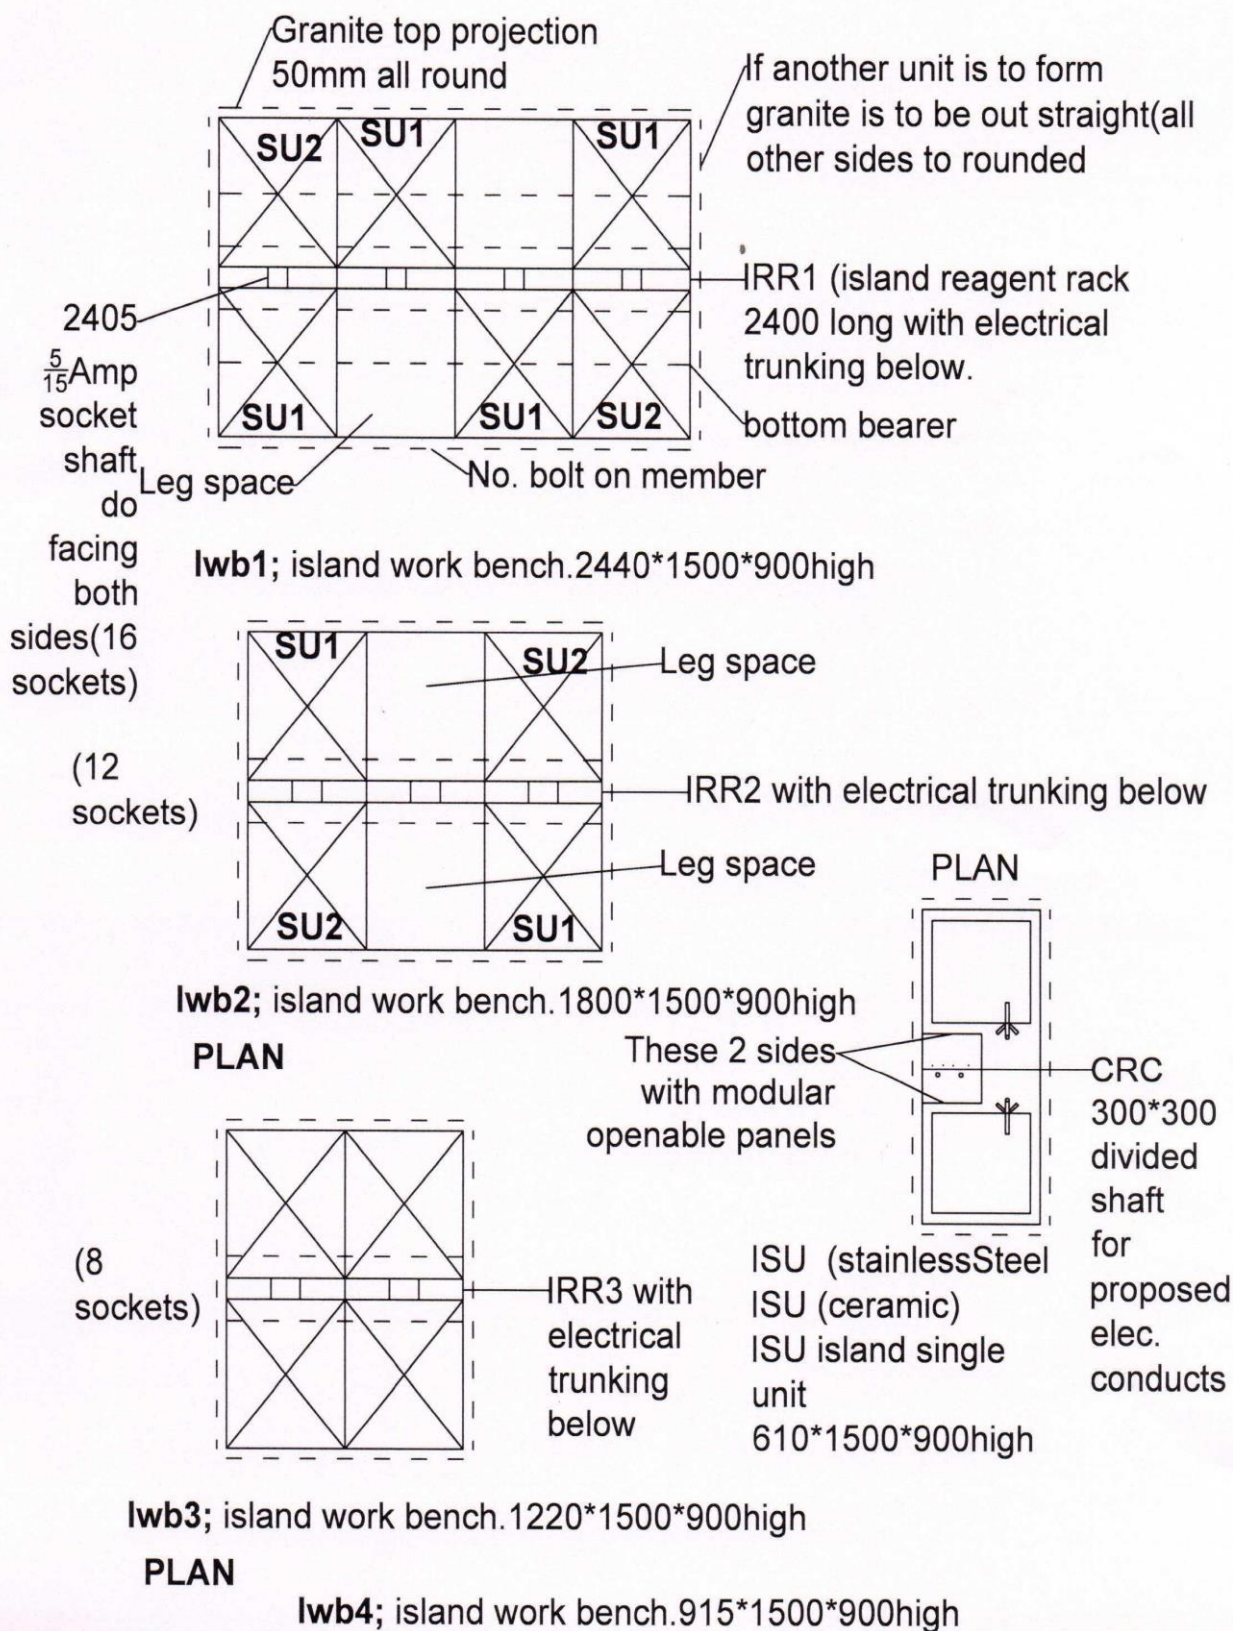 Granite top projection
50mm all round
If another unit is to form
granite is to be out straight(all
other sides to rounded
SU2
SU1
SU1
IRR1 (island reagent rack
2400 long with electrical
trunking below.
2405
5/15Amp
socket
shaft
do
facing
both
sides(16
sockets)
SU1
SU1
SU2
bottom bearer
Leg space
No. bolt on member
Iwb1; island work bench.2440*1500*900high
SU1
SU2
Leg space
(12
sockets)
IRR2 with electrical trunking below
Leg space
SU2
SU1
Iwb2; island work bench.1800*1500*900high
PLAN
PLAN
These 2 sides
with modular
openable panels
CRC
300*300
divided
shaft
for
proposed
elec.
conducts
(8
sockets)
IRR3 with
electrical
trunking
below
ISU (stainlessSteel
ISU (ceramic)
ISU island single
unit
610*1500*900high
Iwb3; island work bench.1220*1500*900high
PLAN
Iwb4; island work bench.915*1500*900high